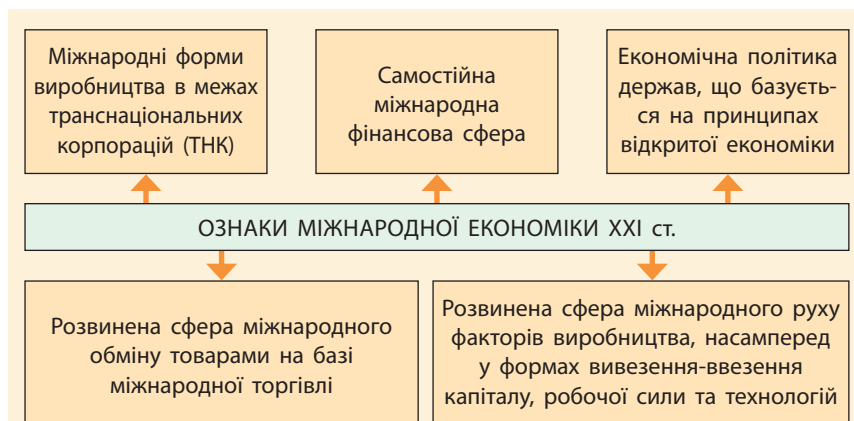 Міжнародні форми
виробництва в межах
транснаціональних
корпорацій (ТНК)
Самостійна
міжнародна
фінансова сфера
Економічна політика
держав, що базуєть-
ся на принципах
відкритої економіки
ОЗНАКИ МІЖНАРОДНОЇ ЕКОНОМІКИ ХХІ ст.
Розвинена сфера міжнародного
обміну товарами на базі
міжнародної торгівлі
Розвинена сфера міжнародного руху
факторів виробництва, насамперед
у формах вивезення-ввезення
капіталу, робочої сили та технологій